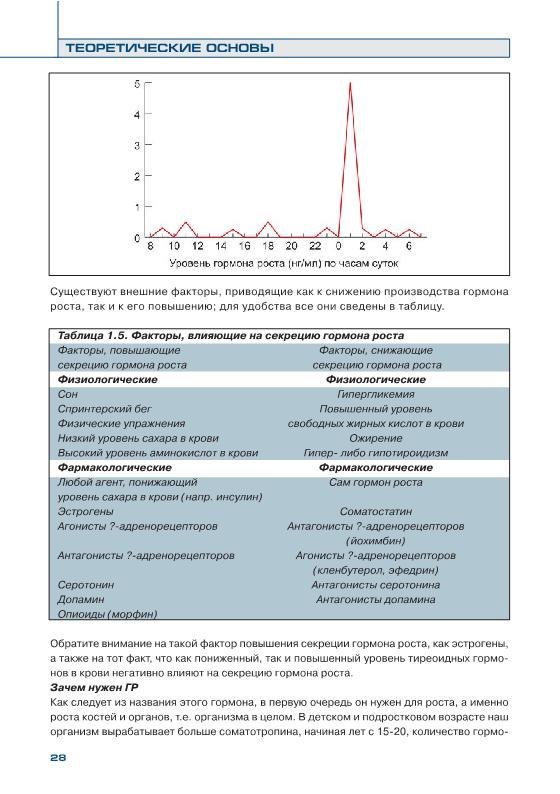 ТЕОРЕТИЧЕСКИЕ ОСНОВЫ
5
4
3
2
1
0
8 10 12 14 16 18 20 22 0 2 4 6
Уровень гормона роста (нг/мл) по часам суток
Существуют внешние факторы, приводящие как к снижению производства гормона
роста, так и к его повышению; для удобства все они сведены в таблицу.
Таблица 1.5. Факторы, влияющие на секрецию гормона роста
Факторы, повышающие Факторы, снижающие
секрецию гормона роста секрецию гормона роста
Физиологические Физиологические
Сон Гипергликемия
Спринтерский бег Повышенный уровень
Физические упражнения свободных жирных кислот в крови
Низкий уровень сахара в крови Ожирение
Высокий уровень аминокислот в крови Гипер- либо гипотироидизм
Фармакологические Фармакологические
Любой агент, понижающий Сам гормон роста
уровень сахара в крови (напр. инсулин)
Эстрогены Соматостатин
Агонисты ?-адренорецепторов Антагонисты ?-адренорецепторов
(йохимбин)
Антагонисты ?-адренорецепторов Агонисты ?-адренорецепторов
(кленбутерол, эфедрин)
Серотонин Антагонисты серотонина
Допамин Антагонисты допамина
Опиоиды (морфин)
Обратите внимание на такой фактор повышения секреции гормона роста, как эстрогены,
а также на тот факт, что как пониженный, так и повышенный уровень тиреоидных гормо-
нов в крови негативно влияют на секрецию гормона роста.
Зачем нужен ГР
Как следует из названия этого гормона, в первую очередь он нужен для роста, а именно
роста костей и органов, т.е. организма в целом. В детском и подростковом возрасте наш
организм вырабатывает больше соматотропина, начиная лет с 15-20, количество гормо-
28